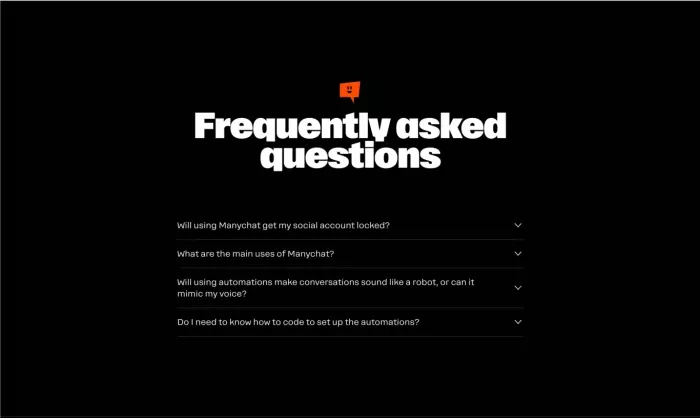 Frequently asked
questions
Will using Manychat get my social account locked?
What are the main uses of Manychat?
Will using automations make conversations sound like a robot, or can it
mimic my voice?
Do I need to know how to code to set up the automations?